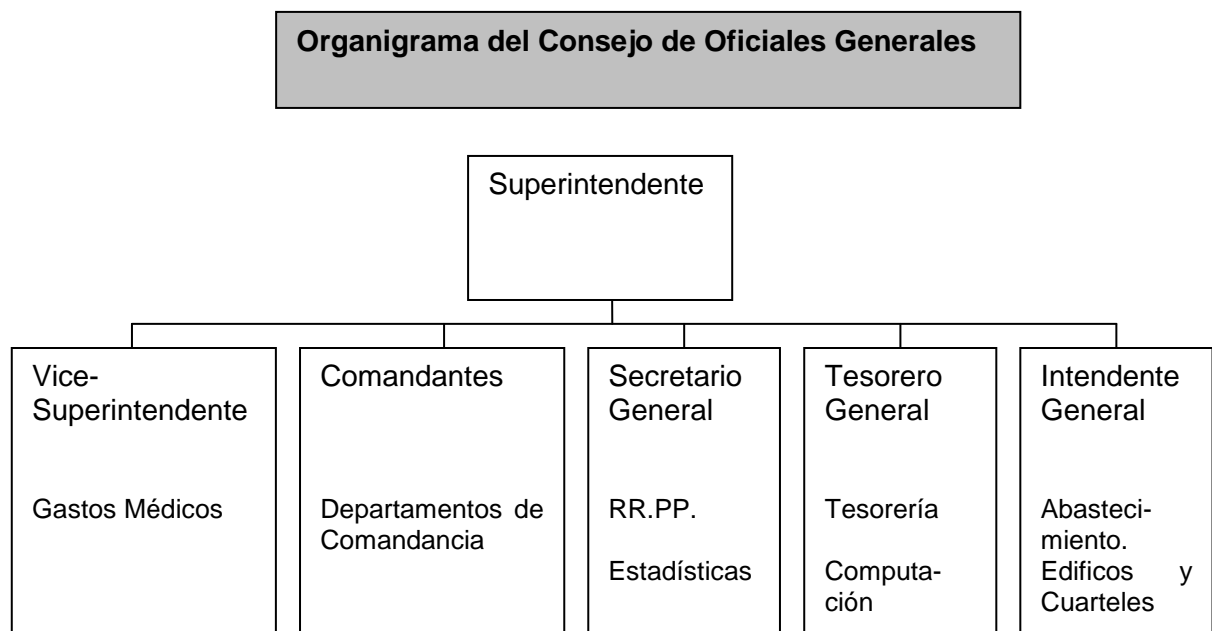 Organigrama del Consejo de Oficiales Generales
Superintendente
Vice-
Superintendente
Gastos Médicos
Comandantes
Departamentos de
Comandancia
Secretario
General
RR.PP.
Estadísticas
Tesorero
General
Tesorería
Computa-
ción
Intendente
General
Abasteci-
miento.
Edificos y
Cuarteles